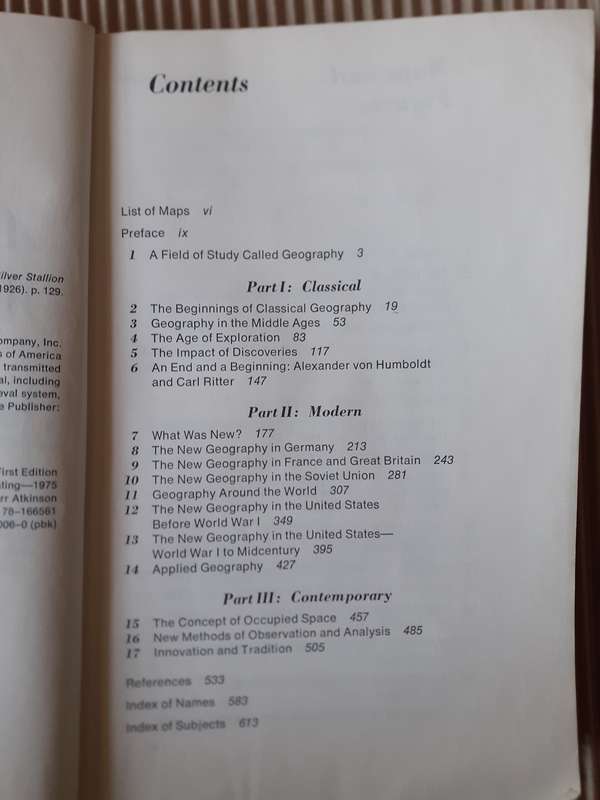 ilver Stallion
1926). p. 129.
ompany, Inc.
s of America
transmitted
al, including
eval system,
e Publisher:
First Edition
ting—1975
rr Atkinson
78-166561
006-0 (pbk)
Contents
List of Maps vi
Preface ix
1 A Field of Study Called Geography 3
Part I: Classical
2 The Beginnings of Classical Geography 19
3 Geography in the Middle Ages 53
4 The Age of Exploration 83
5 The Impact of Discoveries 117
6 An End and a Beginning: Alexander von Humboldt
and Carl Ritter 147
Part II: Modern
7 What Was New? 177
8 The New Geography in Germany 213
9 The New Geography in France and Great Britain 243
10 The New Geography in the Soviet Union 281
11 Geography Around the World 307
12 The New Geography in the United States
Before World War I 349
13 The New Geography in the United States—
World War I to Midcentury 395
14 Applied Geography 427
Part III: Contemporary
15 The Concept of Occupied Space 457
16 New Methods of Observation and Analysis 485
17 Innovation and Tradition 505
References 533
Index of Names 583
Index of Subjects 613